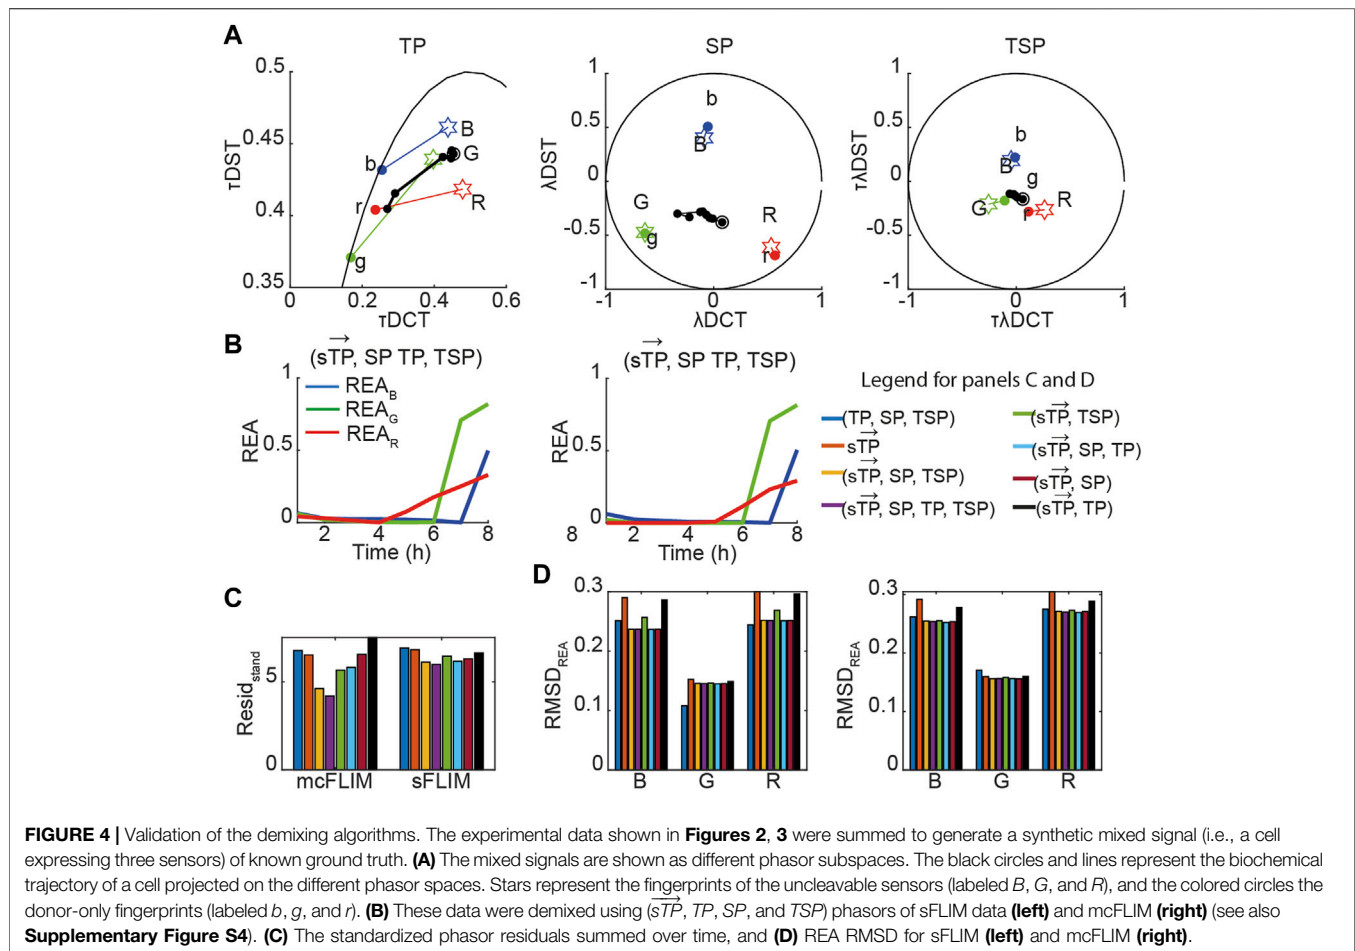 A
TP
SP
TSP
0.5
0.45
0.4
0.35
τDST
b
B
G
r
R
g
0
0.2
0.4
0.6
τDCT
1
0.5
0
-0.5
-1
λDST
b
B
G
g
R
r
-1
0
1
λDCT
1
0.5
0
-0.5
-1
τλDST
b
B
g
G
r
R
-1
0
1
τλDCT
B
(sTP, SP TP, TSP)
(sTP, SP TP, TSP)
1
0.5
0
REA
REA_B
REA_G
REA_R
2
4
6
8
Time (h)
1
0.5
0
REA
8
2
4
6
8
Time (h)
Legend for panels C and D
(TP, SP, TSP)
sTP
(sTP, SP, TSP)
(sTP, SP, TP, TSP)
(sTP, TSP)
(sTP, SP, TP)
(sTP, SP)
(sTP, TP)
C
Resid_stand
5
0
mcFLIM
sFLIM
D
0.3
0.2
0.1
0
RMSD_REA
B
G
R
0.3
0.2
0.1
0
RMSD_REA
B
G
R
FIGURE 4 | Validation of the demixing algorithms. The experimental data shown in Figures 2, 3 were summed to generate a synthetic mixed signal (i.e., a cell
expressing three sensors) of known ground truth. (A) The mixed signals are shown as different phasor subspaces. The black circles and lines represent the biochemical
trajectory of a cell projected on the different phasor spaces. Stars represent the fingerprints of the uncleavable sensors (labeled B, G, and R), and the colored circles the
donor-only fingerprints (labeled b, g, and r). (B) These data were demixed using (sTP, TP, SP, and TSP) phasors of sFLIM data (left) and mcFLIM (right) (see also
Supplementary Figure S4). (C) The standardized phasor residuals summed over time, and (D) REA RMSD for sFLIM (left) and mcFLIM (right).